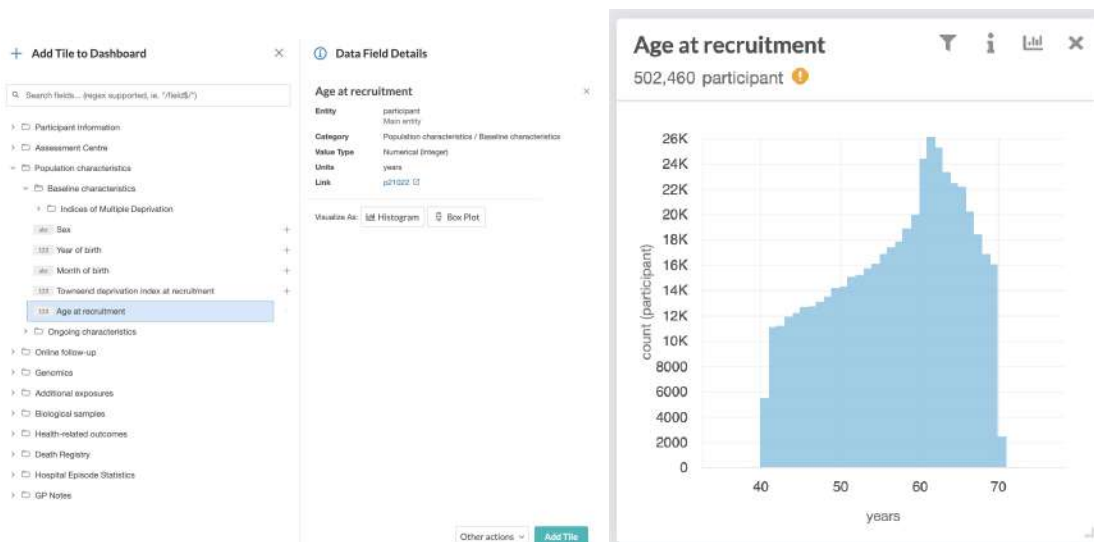 + Add Tile to Dashboard ×
Search fields... (regex supported, ie. "/field$/")
Participant Information
Assessment Centre
Population characteristics
Baseline characteristics
Indices of Multiple Deprivation
abc Sex +
123 Year of birth +
abc Month of birth +
123 Townsend deprivation index at recruitment +
123 Age at recruitment
Ongoing characteristics
Online follow-up
Genomics
Additional exposures
Biological samples
Health-related outcomes
Death Registry
Hospital Episode Statistics
GP Notes
Data Field Details
Age at recruitment ×
Entity participant
Main entity
Category Population characteristics / Baseline characteristics
Value Type Numerical (Integer)
Units years
Link p21022
Visualize As: Histogram Box Plot
Other actions Add Tile
Age at recruitment
502,460 participant
26K
24K
22K
20K
18K
16K
14K
12K
10K
8000
6000
4000
2000
0
count (participant)
40 50 60 70
years